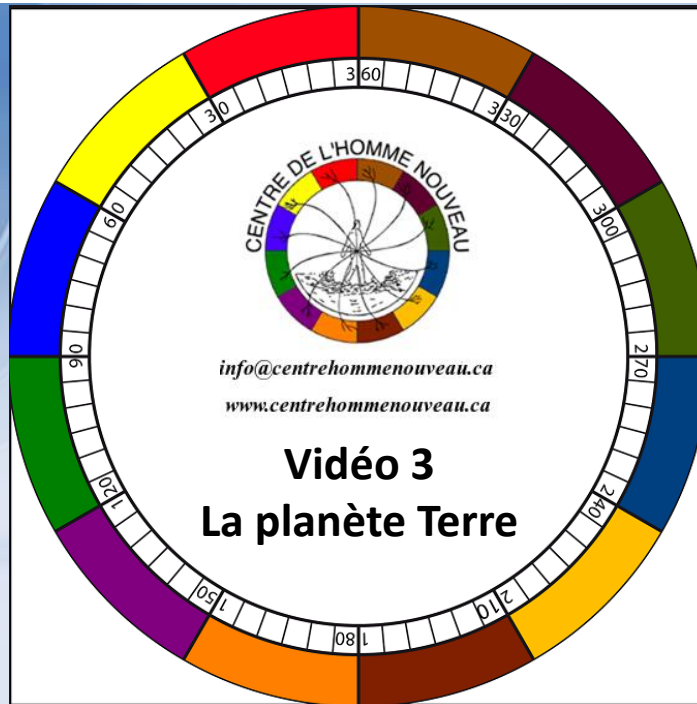 360
330
300
270
240
210
180
150
120
90
60
30
CENTRE DE L'HOMME NOUVEAU
info@centrehommenouveau.ca
www.centrehommenouveau.ca
Vidéo 3
La planète Terre